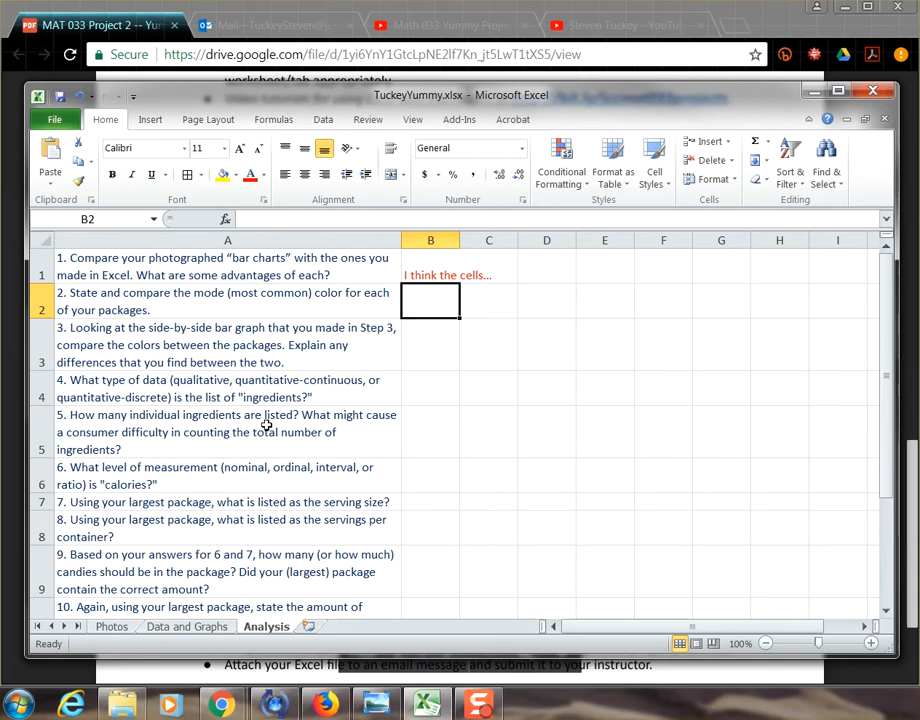 MAT 033 Project 2 -- Yum
Mail - TuckeySteven@
Math 033 Yummy Proje
Steven Tuckey - YouTu
Secure
https://drive.google.com/file/d/1yi6YnY1GtcLpNE2lf7Kn_jt5LwT1tXS5/view
worksheet/tab appropriately.
TuckeyYummy.xlsx - Microsoft Excel
File Home Insert Page Layout Formulas Data Review View Add-Ins Acrobat
Paste
Calibri 11
B I U
General
$ % ,
Conditional Formatting
Format as Table
Cell Styles
Insert
Delete
Format
Sort & Filter
Find & Select
Clipboard Font Alignment Number Styles Cells Editing
B2 fx
A B C D E F G H I
1 1. Compare your photographed “bar charts” with the ones you
made in Excel. What are some advantages of each?
I think the cells...
2 2. State and compare the mode (most common) color for each
of your packages.
3 3. Looking at the side-by-side bar graph that you made in Step 3,
compare the colors between the packages. Explain any
differences that you find between the two.
4 4. What type of data (qualitative, quantitative-continuous, or
quantitative-discrete) is the list of "ingredients?"
5 5. How many individual ingredients are listed? What might cause
a consumer difficulty in counting the total number of
ingredients?
6 6. What level of measurement (nominal, ordinal, interval, or
ratio) is "calories?"
7 7. Using your largest package, what is listed as the serving size?
8 8. Using your largest package, what is listed as the servings per
container?
9 9. Based on your answers for 6 and 7, how many (or how much)
candies should be in the package? Did your (largest) package
contain the correct amount?
10. Again, using your largest package, state the amount of
Photos Data and Graphs Analysis
Ready 100%
Attach your Excel file to an email message and submit it to your instructor.